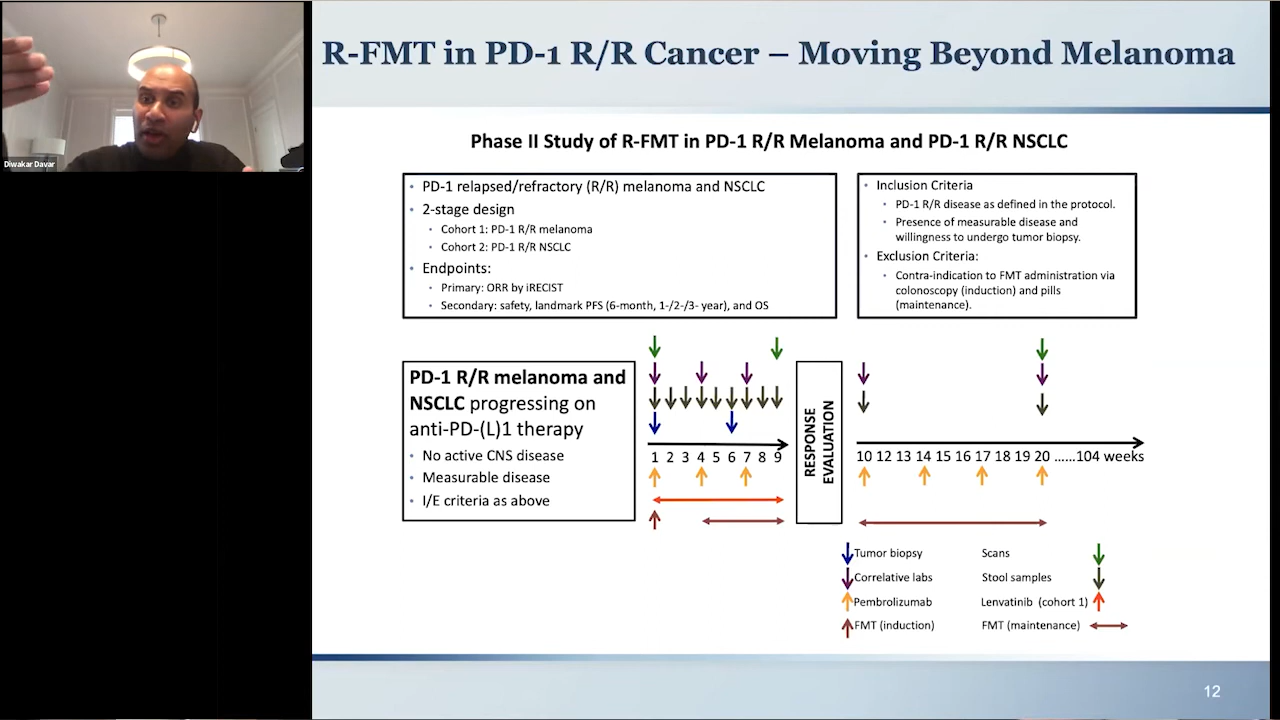 Diwakar Davar
R-FMT in PD-1 R/R Cancer – Moving Beyond Melanoma
Phase II Study of R-FMT in PD-1 R/R Melanoma and PD-1 R/R NSCLC
• PD-1 relapsed/refractory (R/R) melanoma and NSCLC
• 2-stage design
• Cohort 1: PD-1 R/R melanoma
• Cohort 2: PD-1 R/R NSCLC
• Endpoints:
• Primary: ORR by iRECIST
• Secondary: safety, landmark PFS (6-month, 1-/2-/3- year), and OS
• Inclusion Criteria
• PD-1 R/R disease as defined in the protocol.
• Presence of measurable disease and
willingness to undergo tumor biopsy.
• Exclusion Criteria:
• Contra-indication to FMT administration via
colonoscopy (induction) and pills
(maintenance).
PD-1 R/R melanoma and
NSCLC progressing on
anti-PD-(L)1 therapy
• No active CNS disease
• Measurable disease
• I/E criteria as above
1 2 3 4 5 6 7 8 9
RESPONSE
EVALUATION
10 12 13 14 15 16 17 18 19 20 ……104 weeks
Tumor biopsy
Scans
Correlative labs
Stool samples
Pembrolizumab
Lenvatinib (cohort 1)
FMT (induction)
FMT (maintenance)
12